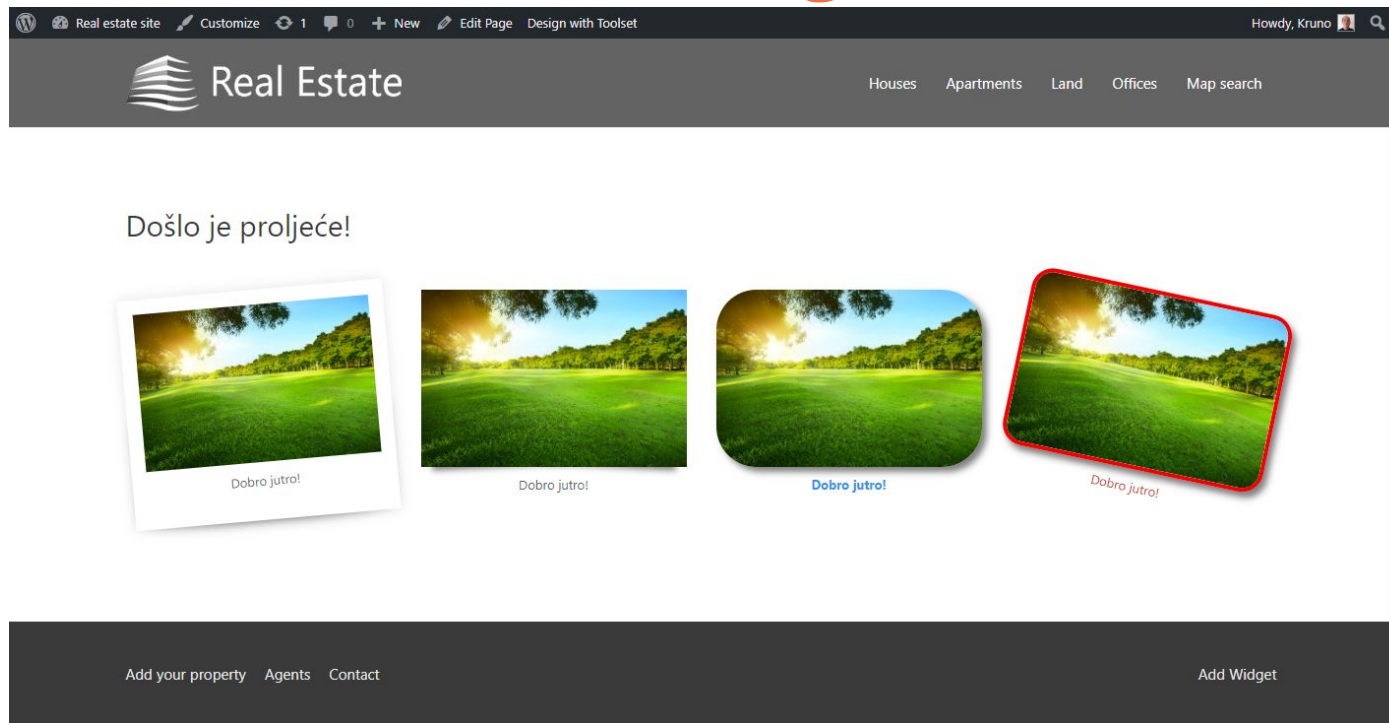 Real estate site Customize 1 0 New Edit Page Design with Toolset Howdy, Kruno
Real Estate Houses Apartments Land Offices Map search
Došlo je proljeće!
Dobro jutro! Dobro jutro! Dobro jutro! Dobro jutro!
Add your property Agents Contact Add Widget